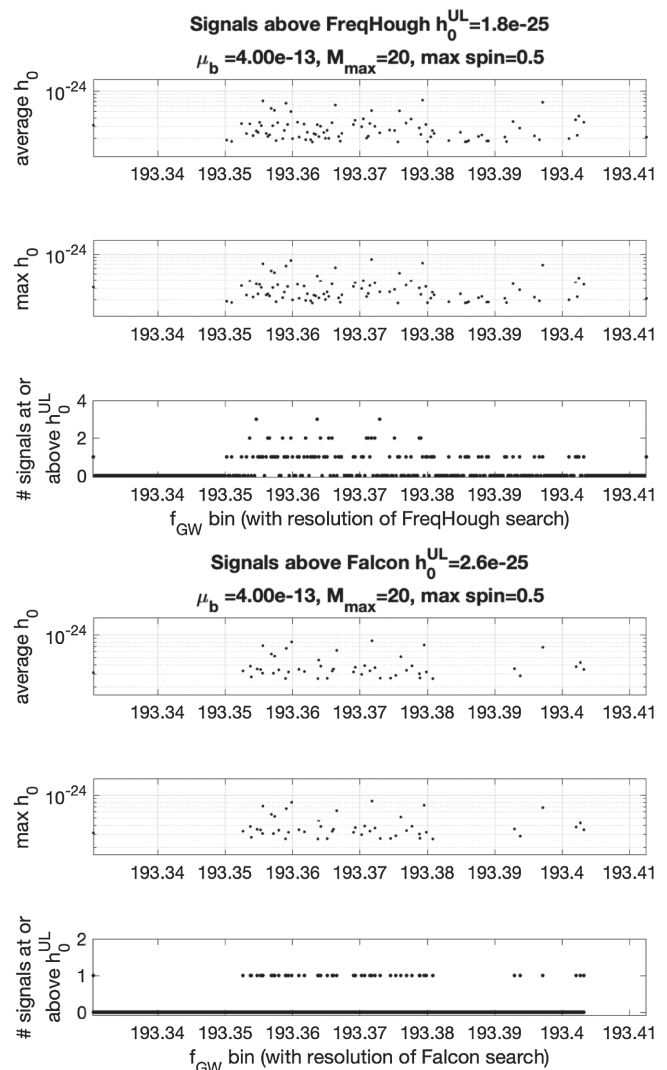 Signals above FreqHough h₀ᵁᴸ=1.8e-25
μ_b =4.00e-13, M_max=20, max spin=0.5
average h₀
10⁻²⁴
193.34 193.35 193.36 193.37 193.38 193.39 193.4 193.41
max h₀
10⁻²⁴
193.34 193.35 193.36 193.37 193.38 193.39 193.4 193.41
# signals at or
above h₀ᵁᴸ
4
2
0
193.34 193.35 193.36 193.37 193.38 193.39 193.4 193.41
f_GW bin (with resolution of FreqHough search)
Signals above Falcon h₀ᵁᴸ=2.6e-25
μ_b =4.00e-13, M_max=20, max spin=0.5
average h₀
10⁻²⁴
193.34 193.35 193.36 193.37 193.38 193.39 193.4 193.41
max h₀
10⁻²⁴
193.34 193.35 193.36 193.37 193.38 193.39 193.4 193.41
# signals at or
above h₀ᵁᴸ
2
1
0
193.34 193.35 193.36 193.37 193.38 193.39 193.4 193.41
f_GW bin (with resolution of Falcon search)